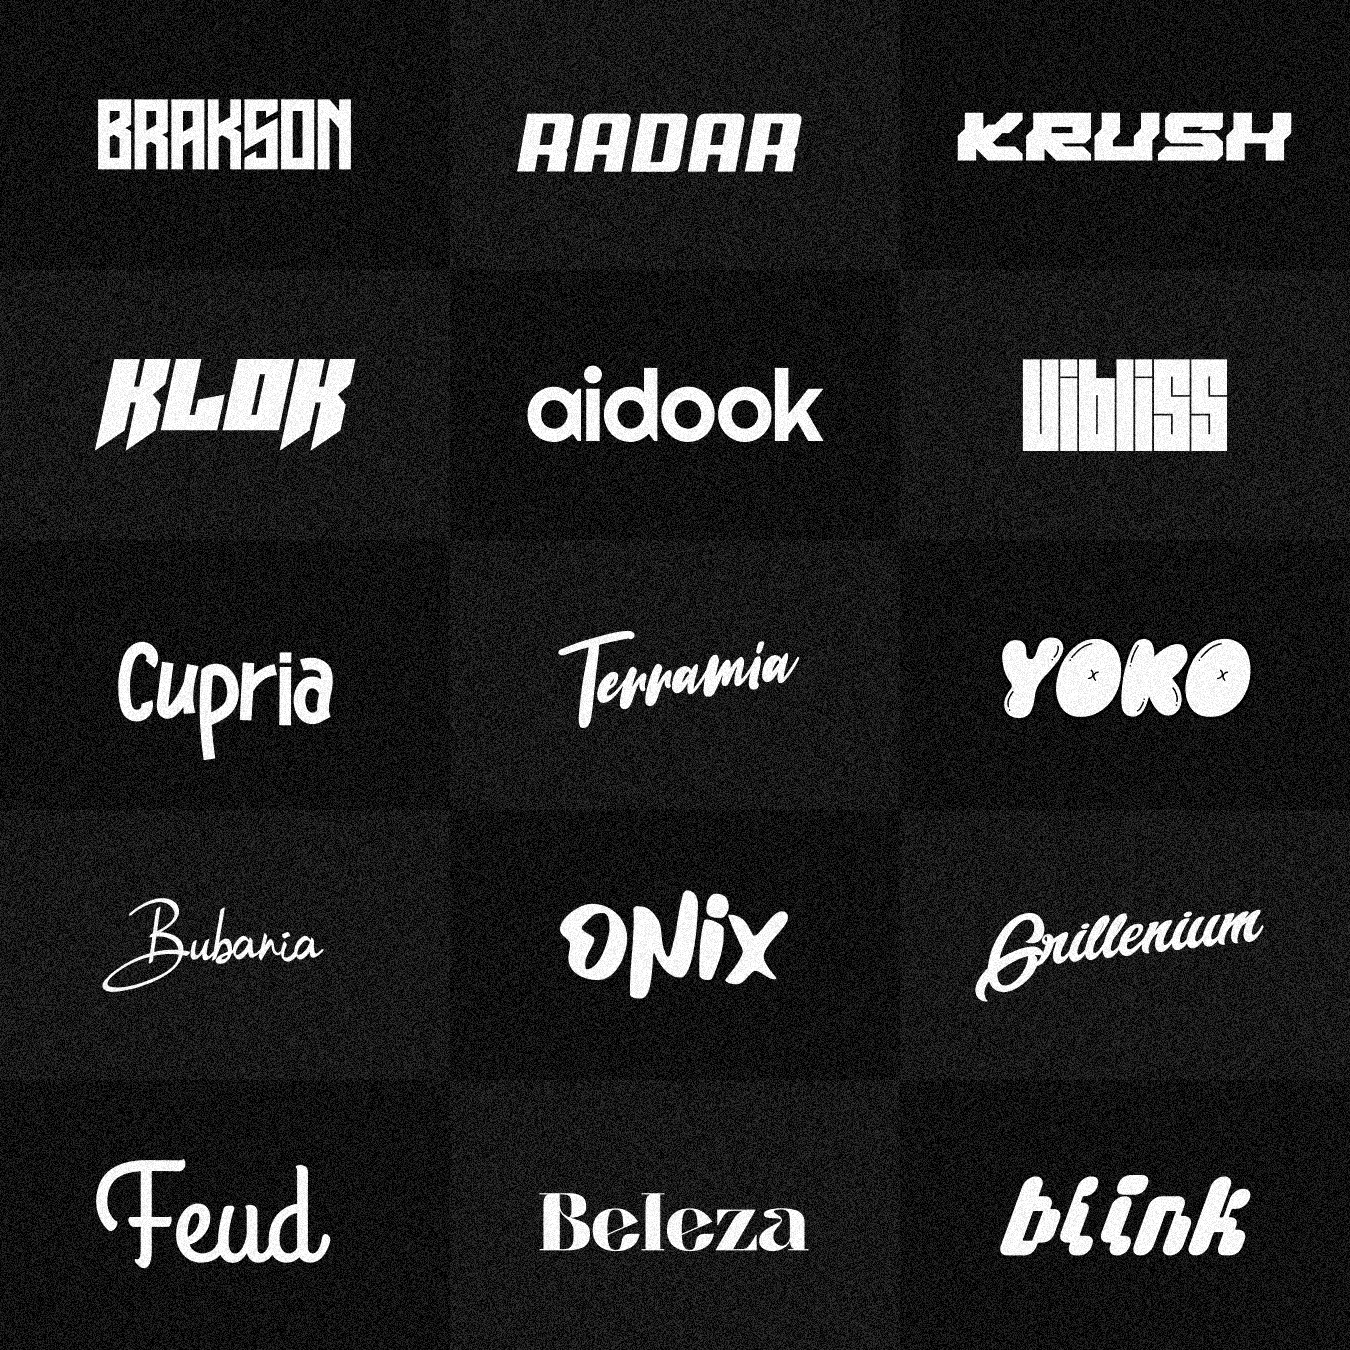 BRAKSON
RADAR
KRUSH
KLOK
aidook
Vibliss
Cupria
Terramia
YOKO
Bubania
ONix
Grillenium
Feud
Beleza
blink